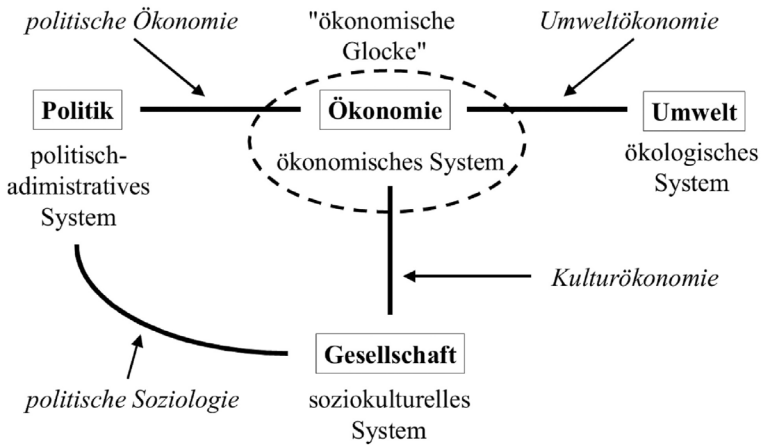 politische Ökonomie
"ökonomische
Glocke"
Umweltökonomie
Politik
Ökonomie
Umwelt
politisch-
adimistratives
System
ökonomisches System
ökologisches
System
Kulturökonomie
Gesellschaft
politische Soziologie
soziokulturelles
System